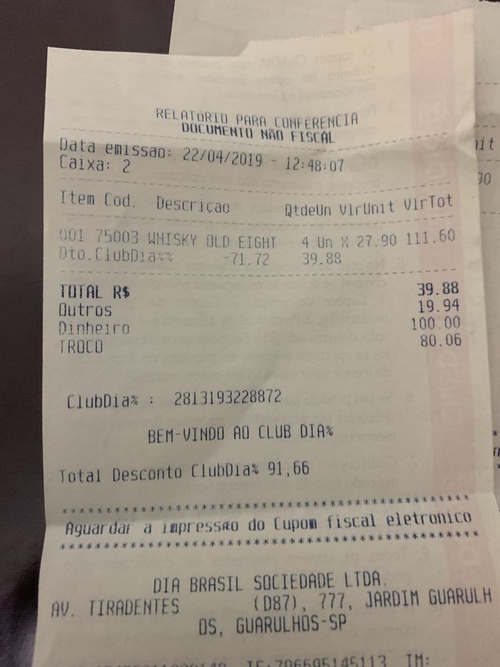 RELATÓRIO PARA CONFERENCIA
DOCUMENTO NÃO FISCAL
Data emissao: 22/04/2019 - 12:48:07
Caixa: 2
Item Cod. Descriçao QtdeUn VlrUnit VlrTot
001 75003 WHISKY OLD EIGHT 4 Un X 27.90 111.60
Dto.ClubDia%% -71.72 39.88
TOTAL R$ 39.88
Outros 19.94
Dinheiro 100.00
TROCO 80.06
ClubDia% : 2813193228872
BEM-VINDO AO CLUB DIA%
Total Desconto ClubDia% 91,66
****************************************
Aguardar a impressao do Cupom fiscal eletronico
****************************************
DIA BRASIL SOCIEDADE LTDA.
AV. TIRADENTES (D87), 777, JARDIM GUARULH
OS, GUARULHOS-SP